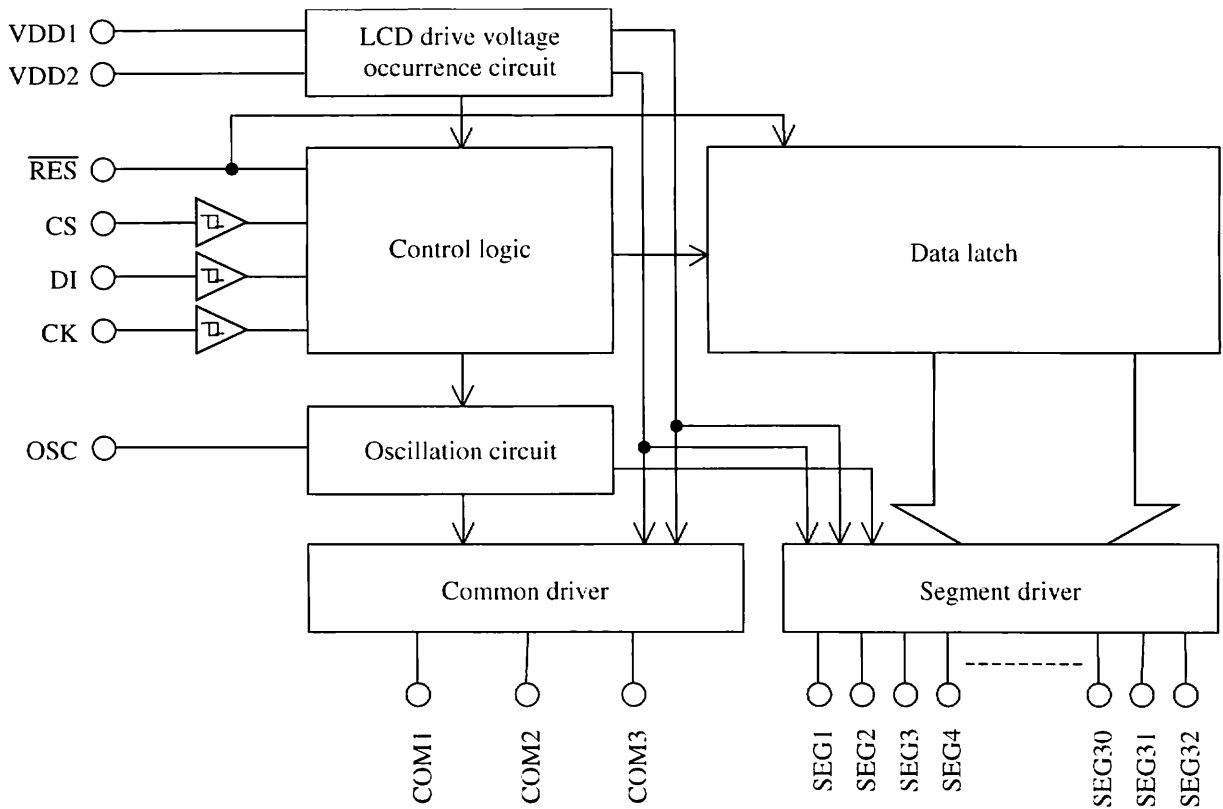 VDD1
LCD drive voltage
occurrence circuit
VDD2
RES
CS
Control logic
Data latch
DI
CK
OSC
Oscillation circuit
Common driver
Segment driver
COM1
COM2
COM3
SEG1
SEG2
SEG3
SEG4
SEG30
SEG31
SEG32